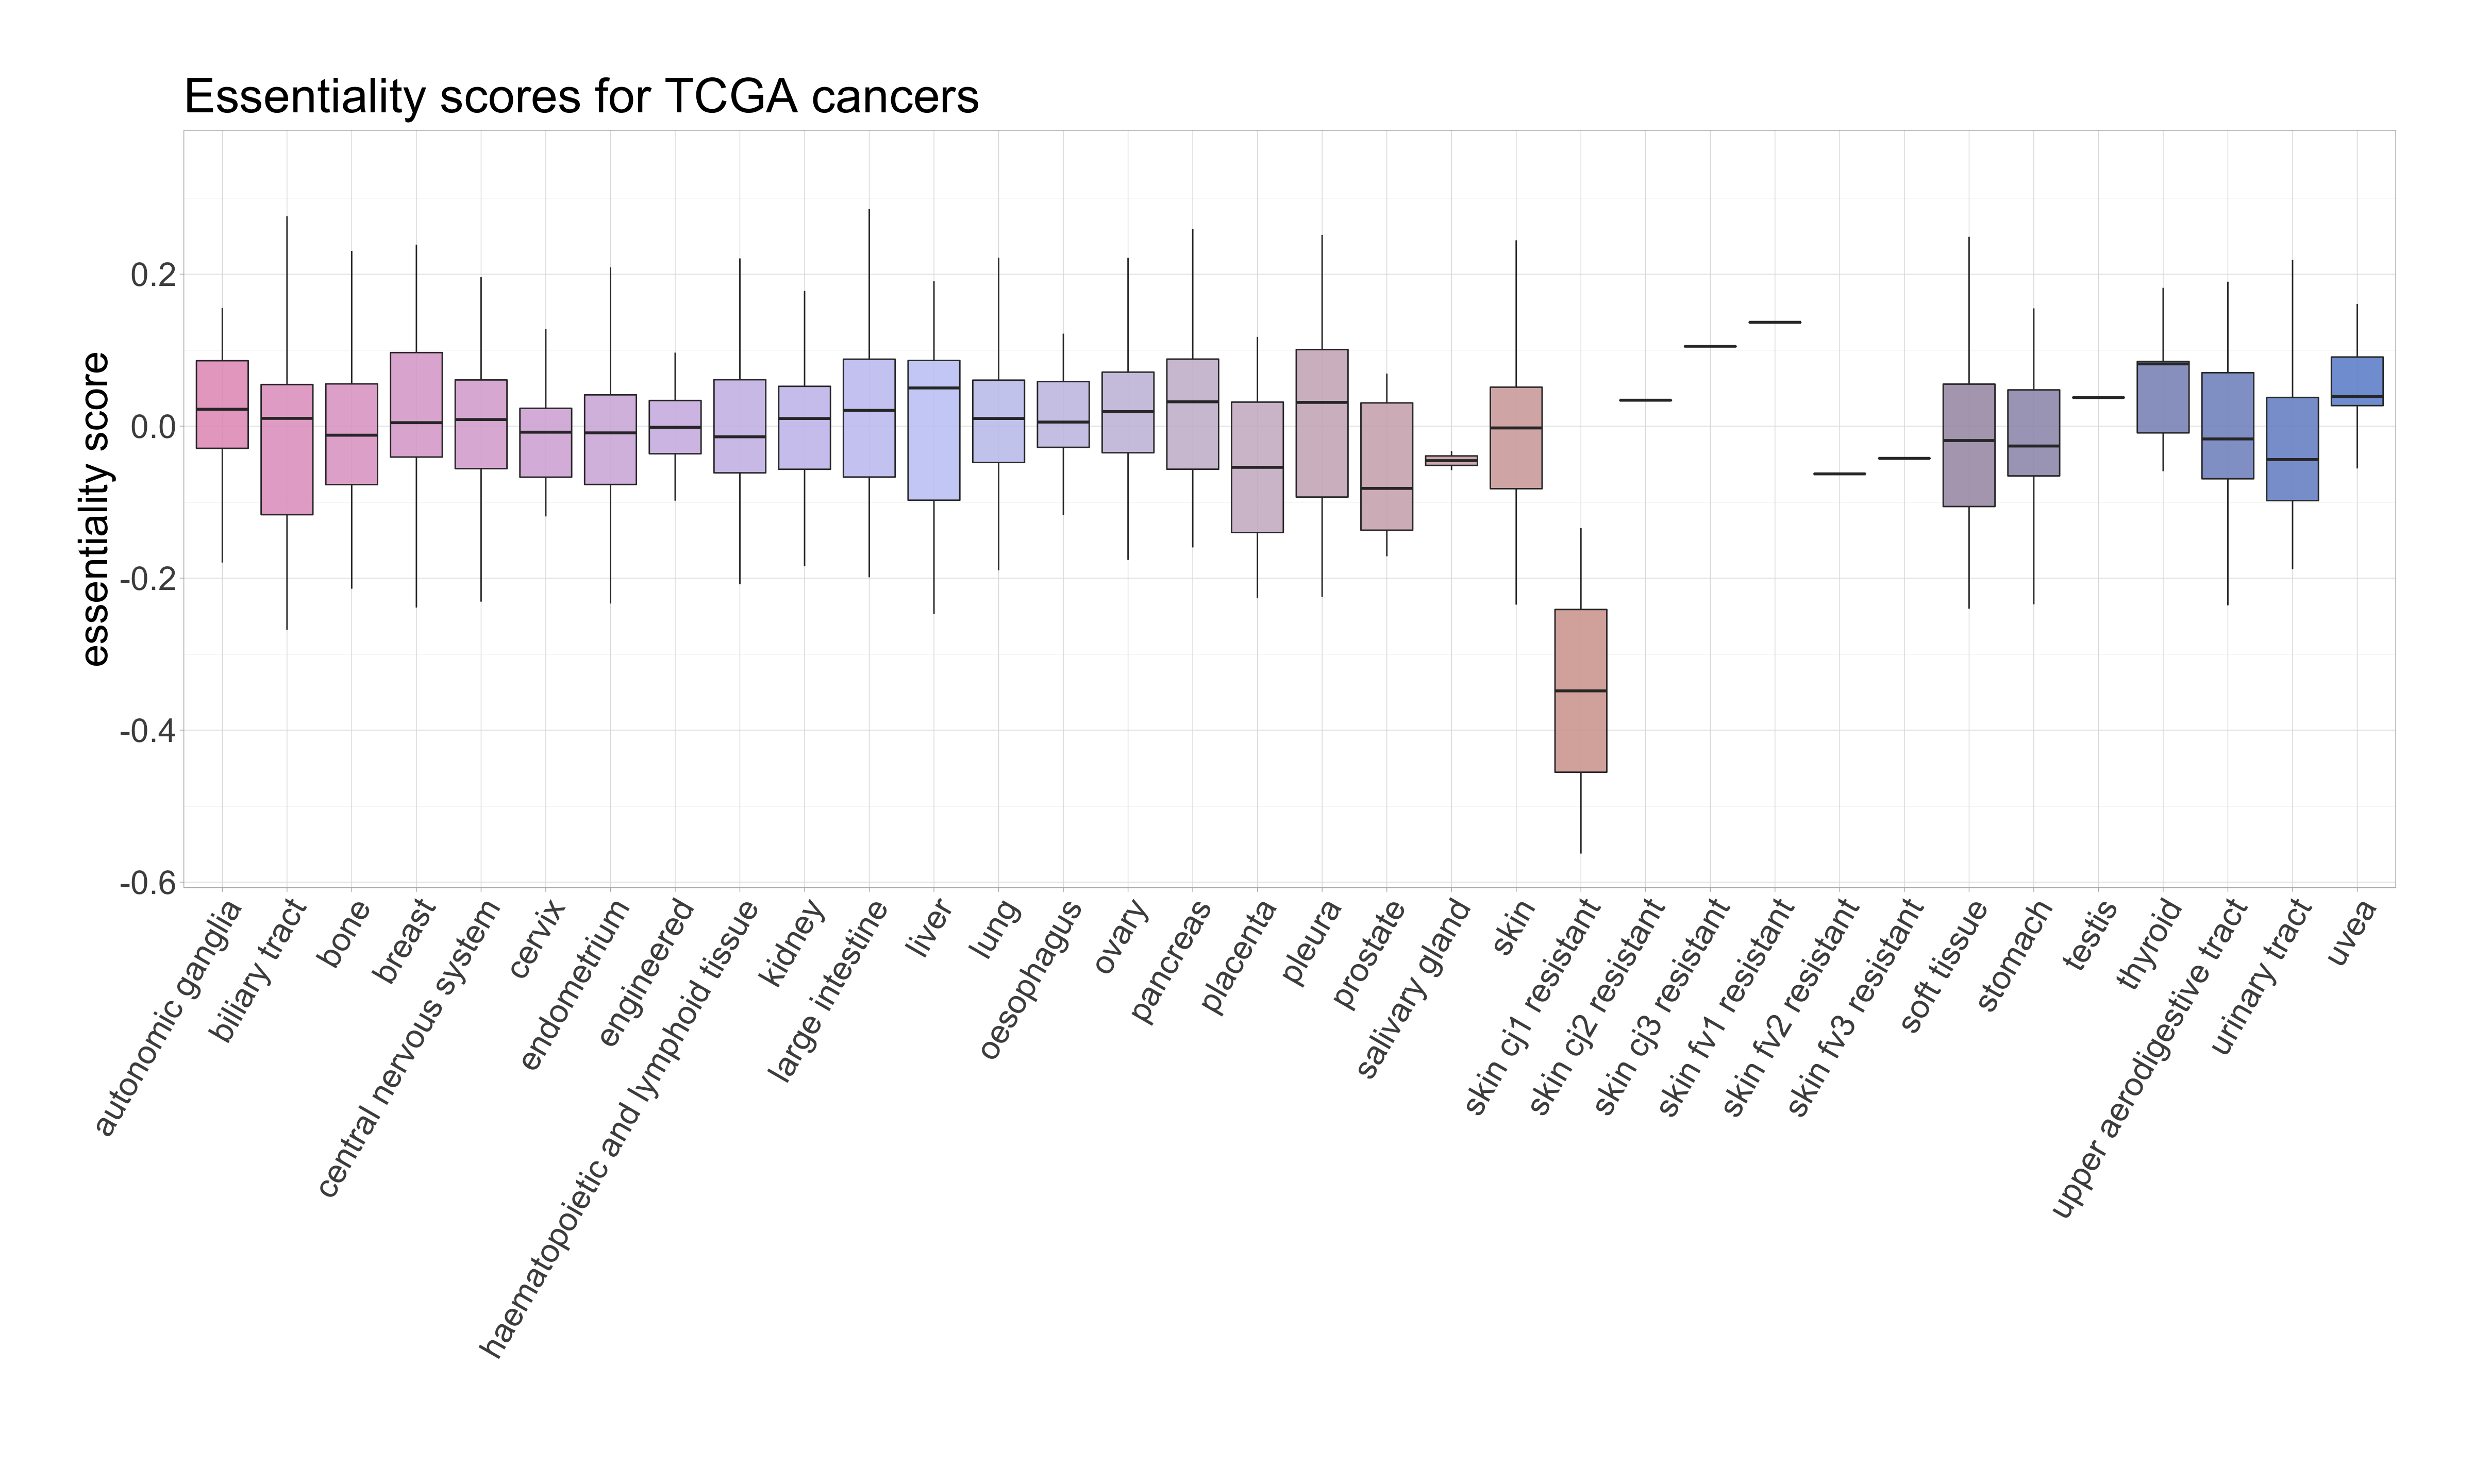 Essentiality scores for TCGA cancers
essentiality score
0.2
0.0
-0.2
-0.4
-0.6
autonomic ganglia
biliary tract
bone
breast
central nervous system
cervix
endometrium
engineered
haematopoietic and lymphoid tissue
kidney
large intestine
liver
lung
oesophagus
ovary
pancreas
placenta
pleura
prostate
salivary gland
skin
skin cj1 resistant
skin cj2 resistant
skin cj3 resistant
skin fv1 resistant
skin fv2 resistant
skin fv3 resistant
soft tissue
stomach
testis
thyroid
upper aerodigestive tract
urinary tract
uvea